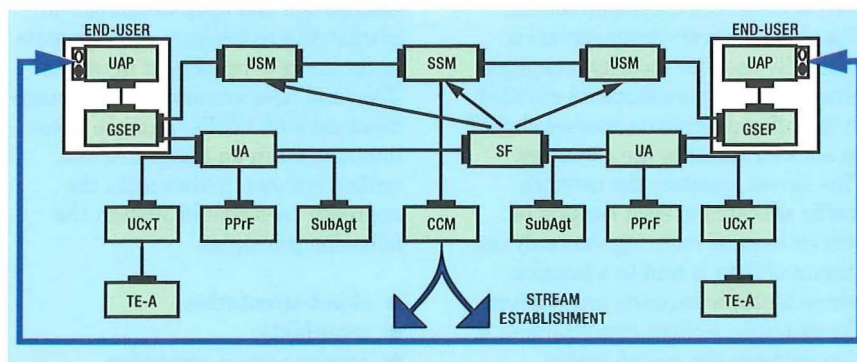 END-USER
END-USER
UAP
USM
SSM
USM
UAP
GSEP
GSEP
UA
SF
UA
UCxT
PPrF
SubAgt
CCM
SubAgt
PPrF
UCxT
TE-A
STREAM
ESTABLISHMENT
TE-A